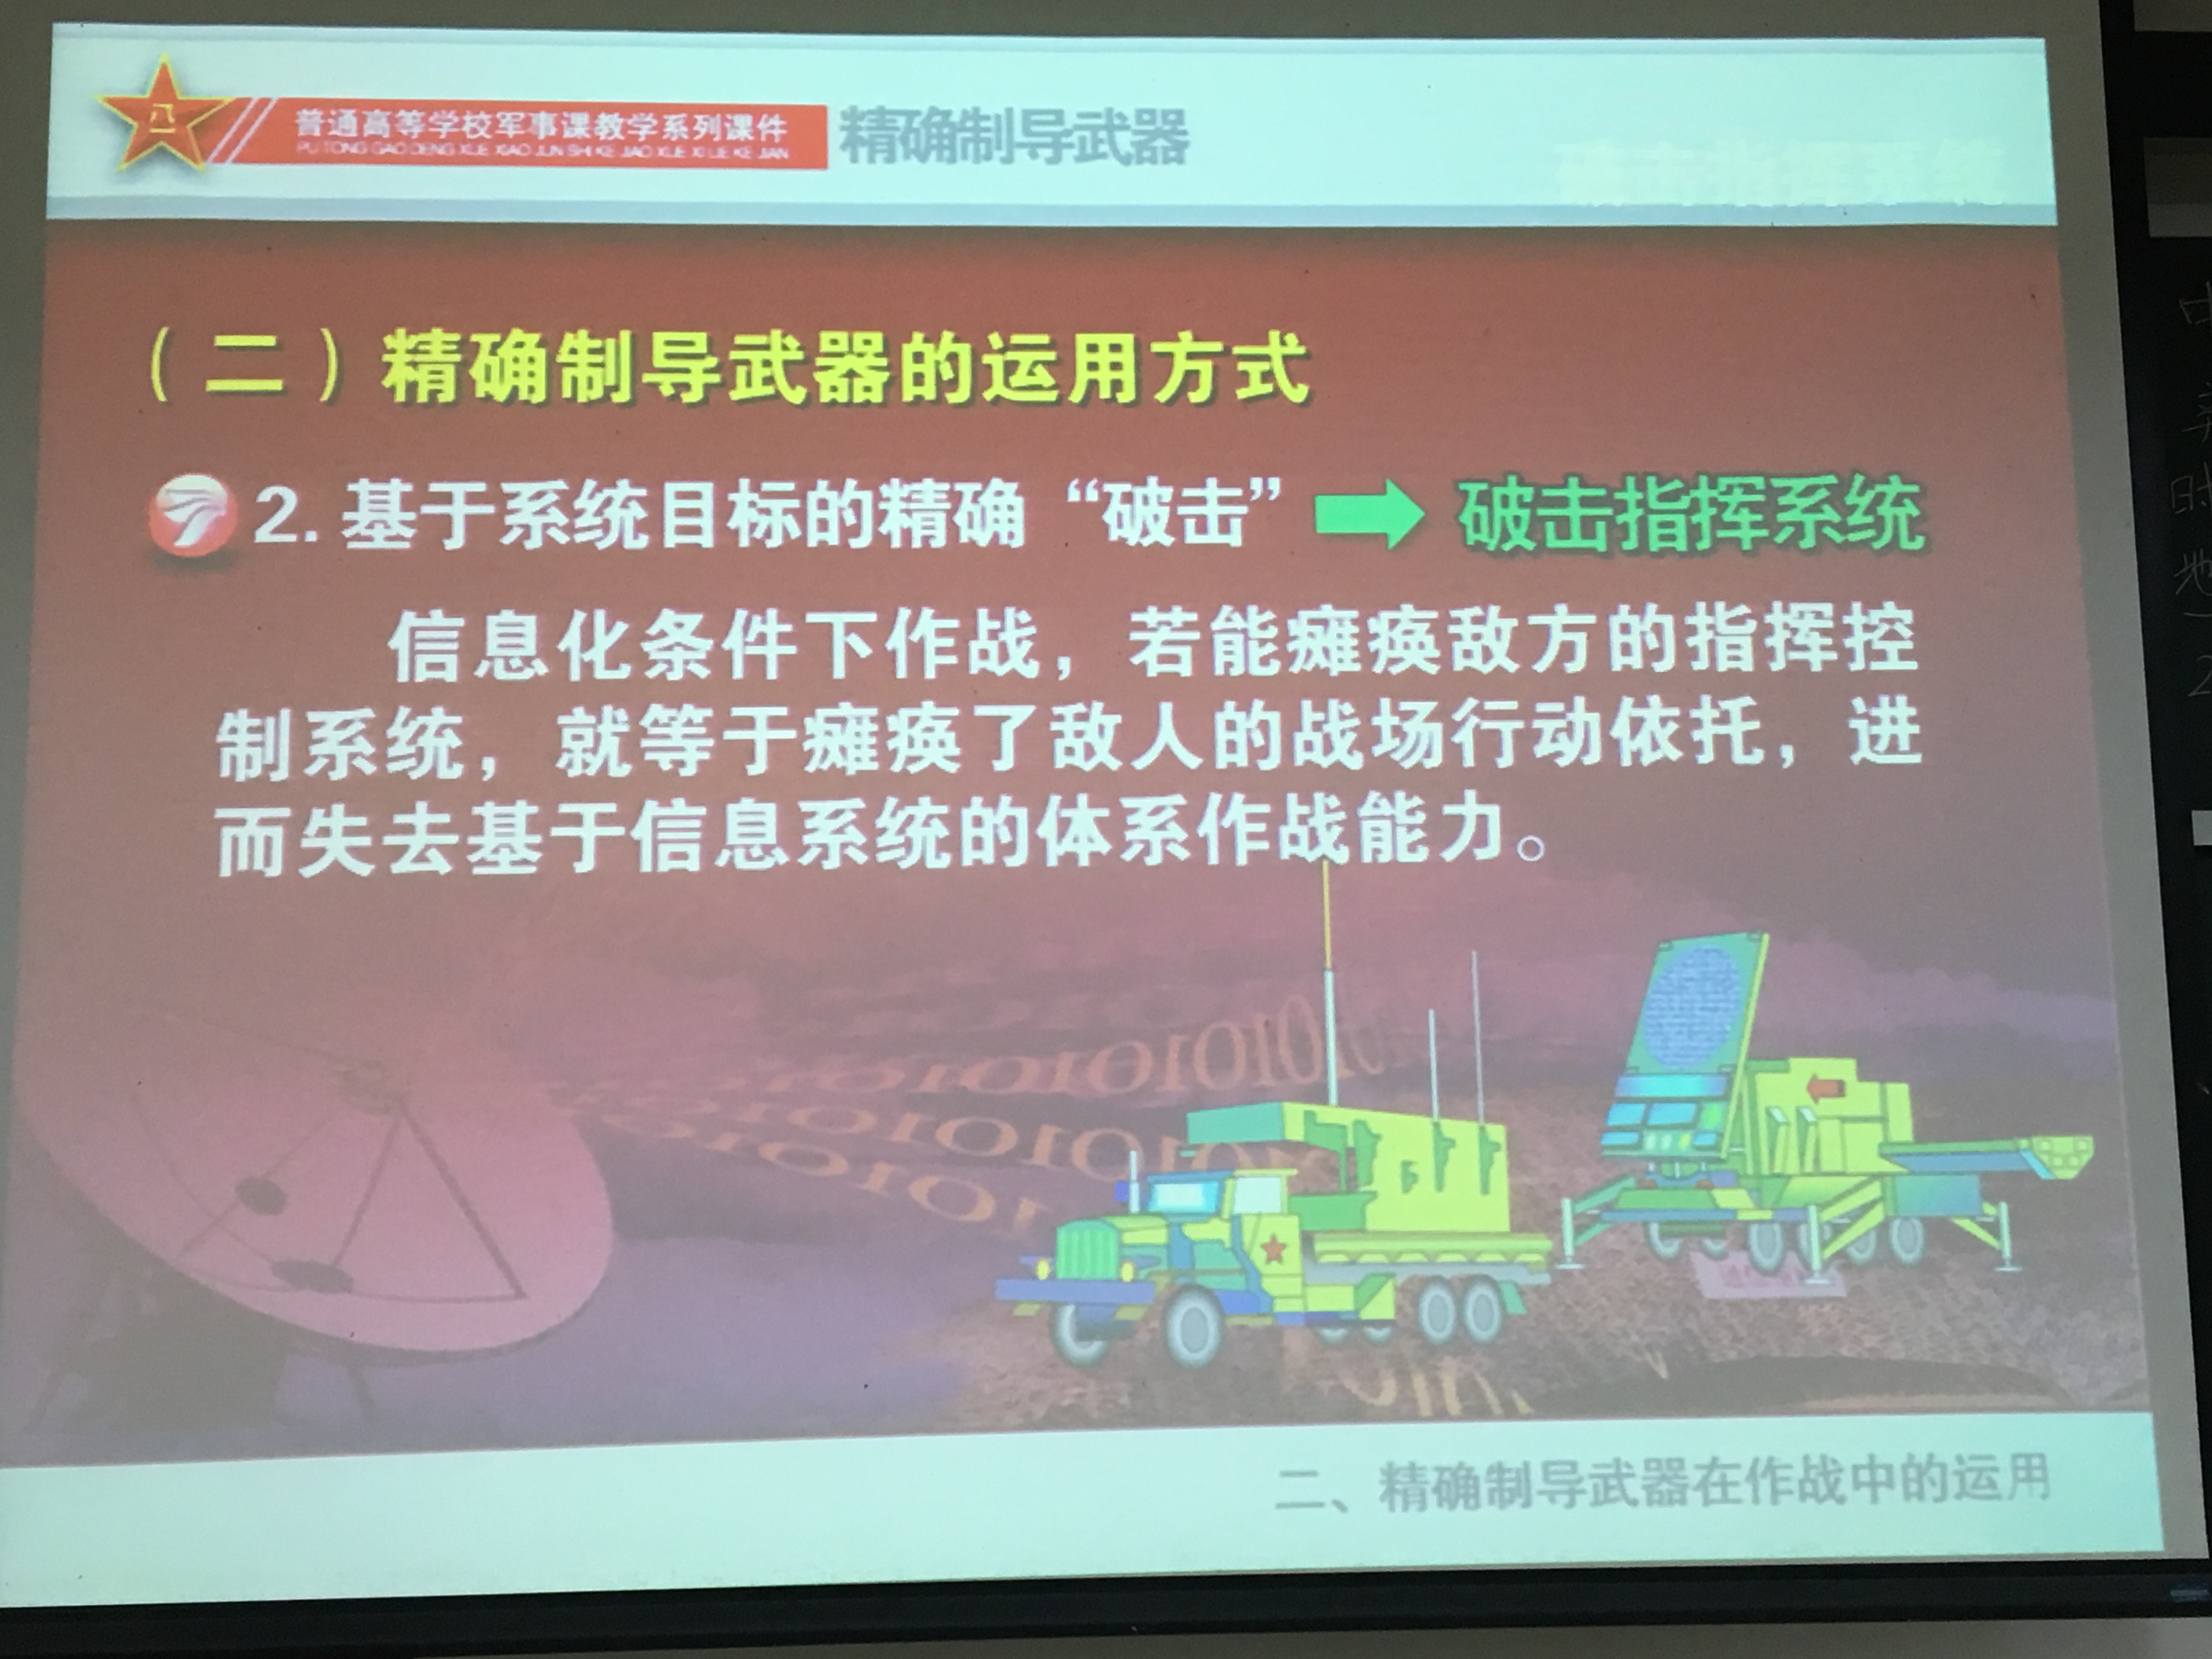 八一
普通高等学校军事课教学系列课件
PU TONG GAO DENG XUE XIAO JUN SHI KE JIAO XUE XI LIE KE JIAN
精确制导武器
破击指挥系统
（二）精确制导武器的运用方式
2. 基于系统目标的精确“破击”
破击指挥系统
信息化条件下作战，若能瘫痪敌方的指挥控
制系统，就等于瘫痪了敌人的战场行动依托，进
而失去基于信息系统的体系作战能力。
二、精确制导武器在作战中的运用